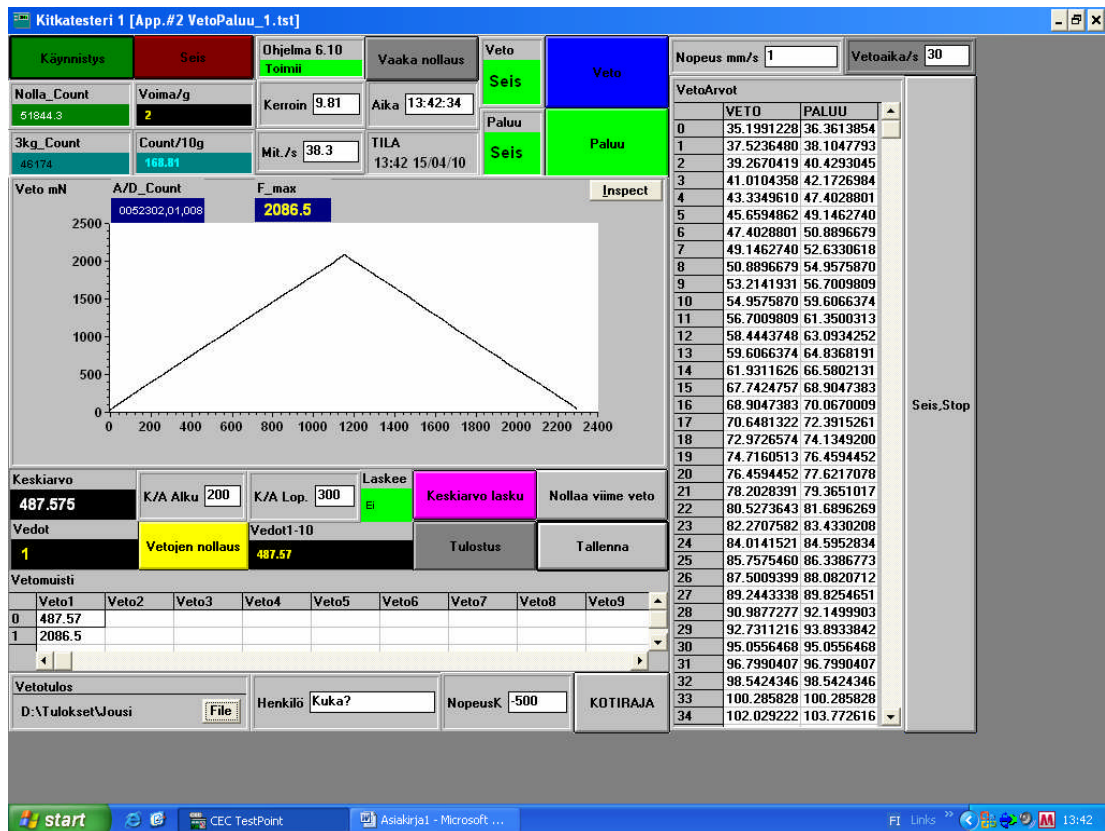 Kitkatesteri 1 [App.#2 VetoPaluu_1.tst]
Käynnistys
Seis
Ohjelma 6.10
Toimii
Vaaka nollaus
Veto
Seis
Veto
Nopeus mm/s 1
Vetoaika/s 30
Nolla_Count
51844.3
Voima/g
2
Kerroin 9.81
Aika 13:42:34
Paluu
Seis
Paluu
3kg_Count
46174
Count/10g
168.81
Mit./s 38.3
TILA
13:42 15/04/10
Veto mN
A/D_Count
0052302,01,008
F_max
2086.5
Inspect
2500
2000
1500
1000
500
0
0 200 400 600 800 1000 1200 1400 1600 1800 2000 2200 2400
Keskiarvo
487.575
K/A Alku 200
K/A Lop. 300
Laskee
Ei
Keskiarvo lasku
Nollaa viime veto
Vedot
1
Vetojen nollaus
Vedot1-10
487.57
Tulostus
Tallenna
Vetomuisti
Veto1 Veto2 Veto3 Veto4 Veto5 Veto6 Veto7 Veto8 Veto9
0 487.57
1 2086.5
Vetotulos
D:\Tulokset\Jousi
File
Henkilö Kuka?
NopeusK -500
KOTIRAJA
VetoArvot
VETO PALUU
0 35.1991228 36.3613854
1 37.5236480 38.1047793
2 39.2670419 40.4293045
3 41.0104358 42.1726984
4 43.3349610 47.4028801
5 45.6594862 49.1462740
6 47.4028801 50.8896679
7 49.1462740 52.6330618
8 50.8896679 54.9575870
9 53.2141931 56.7009809
10 54.9575870 59.6066374
11 56.7009809 61.3500313
12 58.4443748 63.0934252
13 59.6066374 64.8368191
14 61.9311626 66.5802131
15 67.7424757 68.9047383
16 68.9047383 70.0670009
17 70.6481322 72.3915261
18 72.9726574 74.1349200
19 74.7160513 76.4594452
20 76.4594452 77.6217078
21 78.2028391 79.3651017
22 80.5273643 81.6896269
23 82.2707582 83.4330208
24 84.0141521 84.5952834
25 85.7575460 86.3386773
26 87.5009399 88.0820712
27 89.2443338 89.8254651
28 90.9877277 92.1499903
29 92.7311216 93.8933842
30 95.0556468 95.0556468
31 96.7990407 96.7990407
32 98.5424346 98.5424346
33 100.285828 100.285828
34 102.029222 103.772616
Seis,Stop
start
CEC TestPoint
Asiakirja1 - Microsoft ...
FI Links
13:42